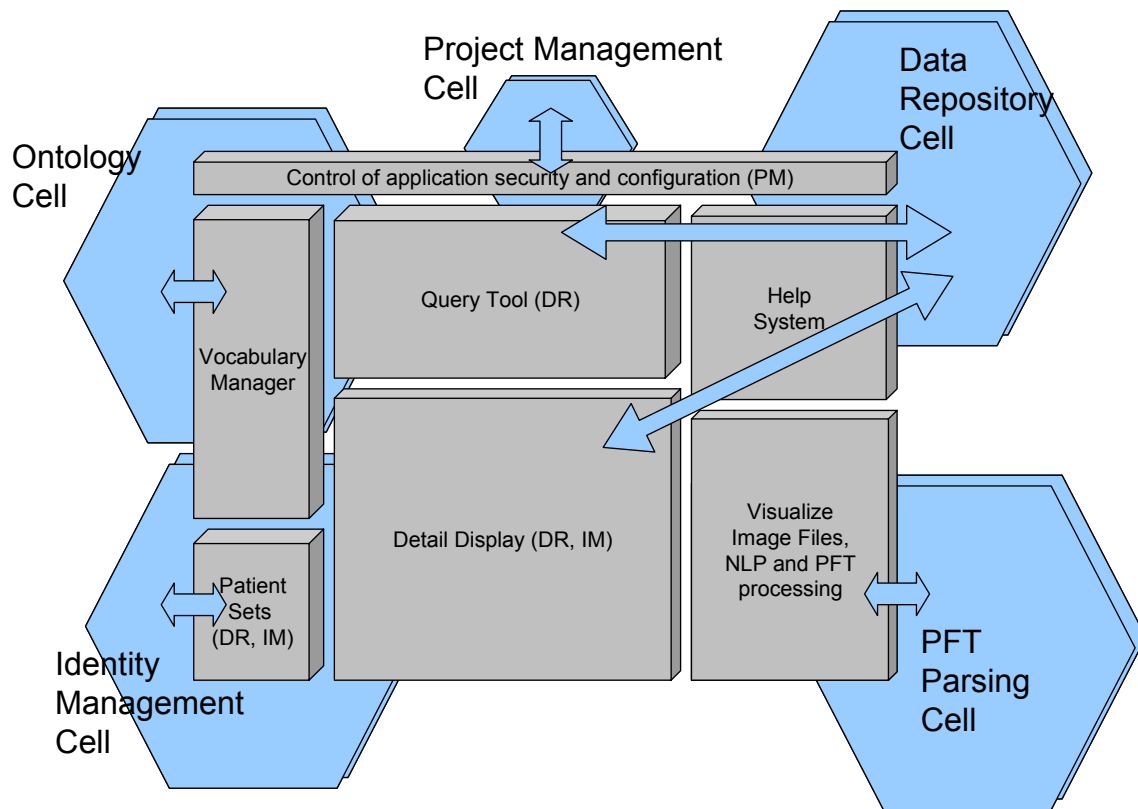 Project Management
Cell
Data
Repository
Cell
Ontology
Cell
Control of application security and configuration (PM)
Query Tool (DR)
Help
System
Vocabulary
Manager
Detail Display (DR, IM)
Visualize
Image Files,
NLP and PFT
processing
Patient
Sets
(DR, IM)
Identity
Management
Cell
PFT
Parsing
Cell